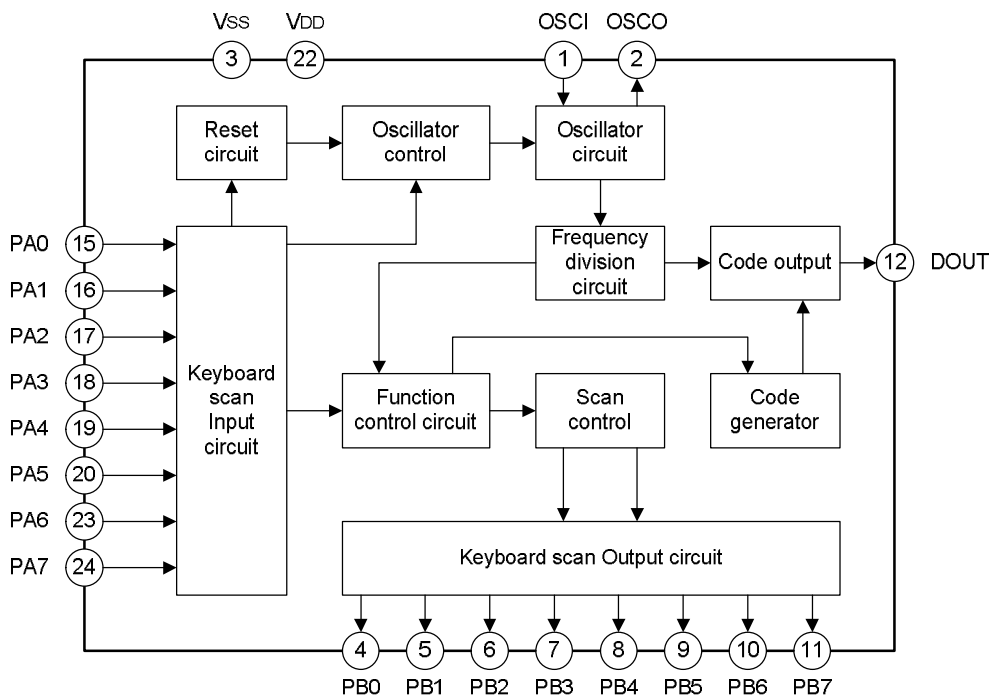 VSS VDD OSCI OSCO
3 22 1 2
Reset
circuit
Oscillator
control
Oscillator
circuit
PA0 15
PA1 16
PA2 17
PA3 18
PA4 19
PA5 20
PA6 23
PA7 24
Keyboard
scan
Input
circuit
Frequency
division
circuit
Code output
12 DOUT
Function
control circuit
Scan
control
Code
generator
Keyboard scan Output circuit
4 5 6 7 8 9 10 11
PB0 PB1 PB2 PB3 PB4 PB5 PB6 PB7